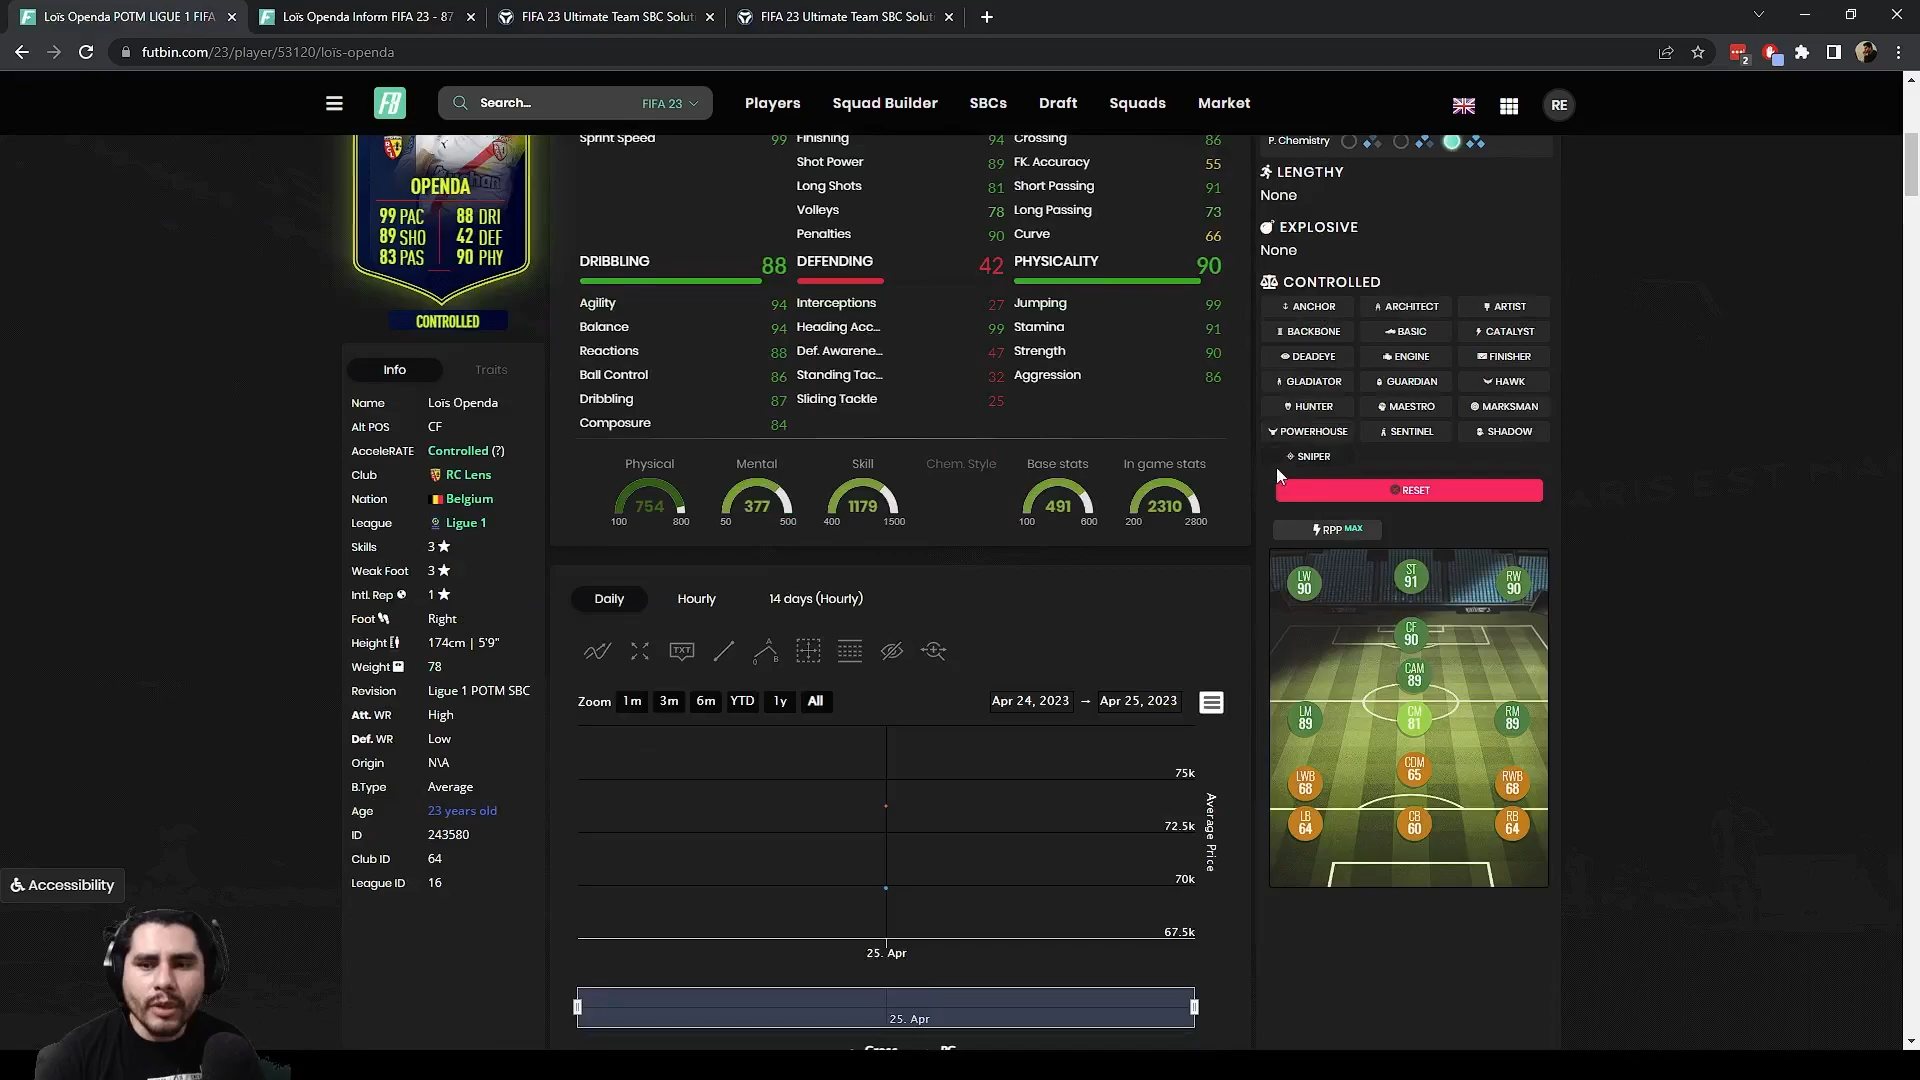 Loïs Openda POTM LIGUE 1 FIFA
Loïs Openda Inform FIFA 23 - 87
FIFA 23 Ultimate Team SBC Soluti
FIFA 23 Ultimate Team SBC Soluti
futbin.com/23/player/53120/loïs-openda
2
FB
Search...
FIFA 23
Players
Squad Builder
SBCs
Draft
Squads
Market
RE
OPENDA
99 PAC 88 DRI
89 SHO 42 DEF
83 PAS 90 PHY
CONTROLLED
Sprint Speed 99
Finishing 94
Shot Power 89
Long Shots 81
Volleys 78
Penalties 90
Crossing 86
FK. Accuracy 55
Short Passing 91
Long Passing 73
Curve 66
DRIBBLING 88
Agility 94
Balance 94
Reactions 88
Ball Control 86
Dribbling 87
Composure 84
DEFENDING 42
Interceptions 27
Heading Acc... 99
Def. Awarene... 47
Standing Tac... 32
Sliding Tackle 25
PHYSICALITY 90
Jumping 99
Stamina 91
Strength 90
Aggression 86
Physical
754
100 800
Mental
377
50 500
Skill
1179
400 1500
Chem. Style
Base stats
491
100 600
In game stats
2310
200 2800
Info
Traits
Name Loïs Openda
Alt POS CF
AcceleRATE Controlled (?)
Club RC Lens
Nation Belgium
League Ligue 1
Skills 3
Weak Foot 3
Intl. Rep 1
Foot Right
Height 174cm | 5'9"
Weight 78
Revision Ligue 1 POTM SBC
Att. WR High
Def. WR Low
Origin N\A
B.Type Average
Age 23 years old
ID 243580
Club ID 64
League ID 16
Accessibility
Daily
Hourly
14 days (Hourly)
TXT
A
0 B
Zoom 1m 3m 6m YTD 1y All
Apr 24, 2023 → Apr 25, 2023
75k
72.5k
70k
67.5k
Average Price
25. Apr
25. Apr
Cross
PC
P. Chemistry
LENGTHY
None
EXPLOSIVE
None
CONTROLLED
ANCHOR ARCHITECT ARTIST
BACKBONE BASIC CATALYST
DEADEYE ENGINE FINISHER
GLADIATOR GUARDIAN HAWK
HUNTER MAESTRO MARKSMAN
POWERHOUSE SENTINEL SHADOW
SNIPER
RESET
RPP MAX
LW 90
ST 91
RW 90
CF 90
CAM 89
LM 89
CM 81
RM 89
LWB 68
CDM 65
RWB 68
LB 64
CB 60
RB 64